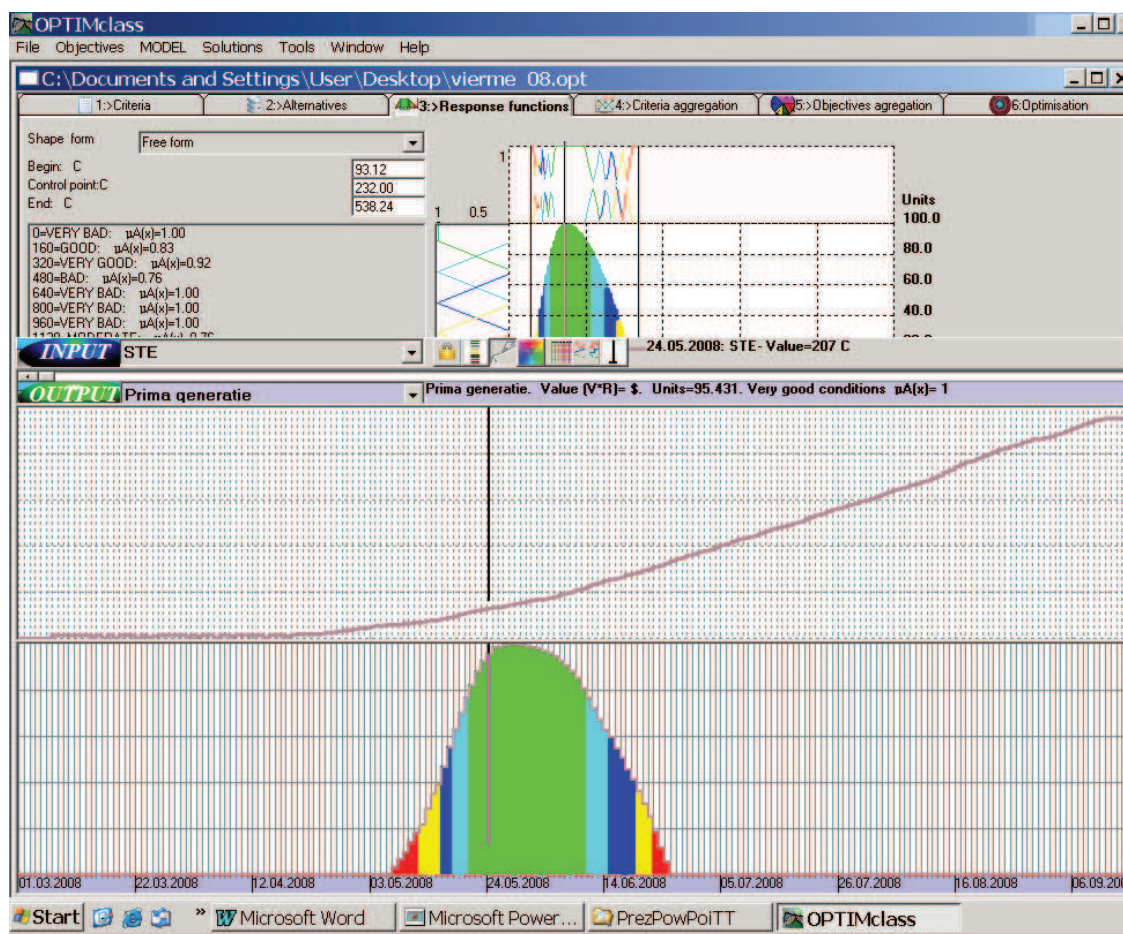 OPTIMclass
File Objectives MODEL Solutions Tools Window Help
C:\Documents and Settings\User\Desktop\vierme_08.opt
1:>Criteria 2:>Alternatives 3:>Response functions 4:>Criteria aggregation 5:>Objectives agregation 6:Optimisation
Shape form Free form
Begin: C 93.12
Control point:C 232.00
End: C 538.24
0=VERY BAD: µA(x)=1.00
160=GOOD: µA(x)=0.83
320=VERY GOOD: µA(x)=0.92
480=BAD: µA(x)=0.76
640=VERY BAD: µA(x)=1.00
800=VERY BAD: µA(x)=1.00
960=VERY BAD: µA(x)=1.00
1
1 0.5
Units
100.0
80.0
60.0
40.0
INPUT STE
24.05.2008: STE- Value=207 C
OUTPUT Prima generatie
Prima generatie. Value (V*R)= $. Units=95.431. Very good conditions µA(x)= 1
01.03.2008 22.03.2008 12.04.2008 03.05.2008 24.05.2008 14.06.2008 05.07.2008 26.07.2008 16.08.2008 06.09.200
Start » Microsoft Word Microsoft Power... PrezPowPoiTT OPTIMclass